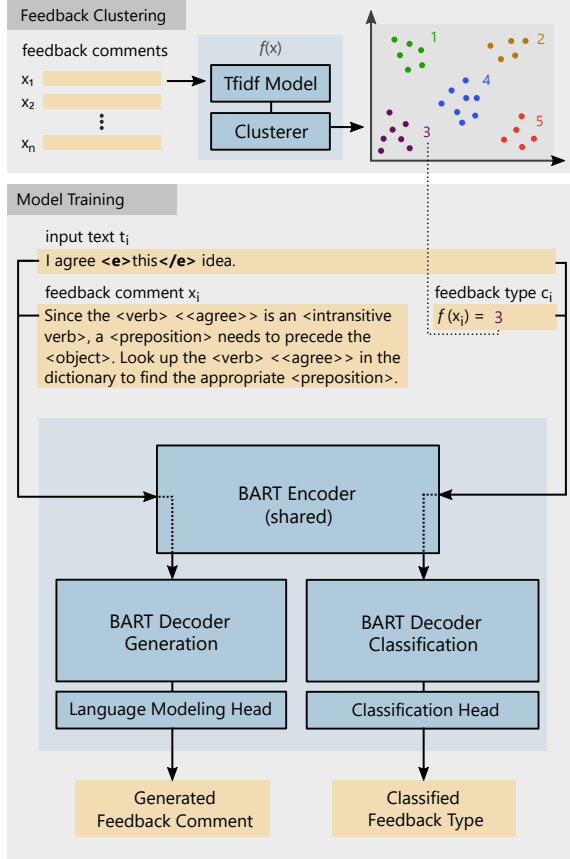 Feedback Clustering
feedback comments
x₁
x₂
xₙ
f(x)
Tfidf Model
Clusterer
1
2
3
4
5
Model Training
input text tᵢ
I agree <e>this</e> idea.
feedback comment xᵢ
Since the <verb> <<agree>> is an <intransitive
verb>, a <preposition> needs to precede the
<object>. Look up the <verb> <<agree>> in the
dictionary to find the appropriate <preposition>.
feedback type cᵢ
f(xᵢ) = 3
BART Encoder
(shared)
BART Decoder
Generation
BART Decoder
Classification
Language Modeling Head
Classification Head
Generated
Feedback Comment
Classified
Feedback Type